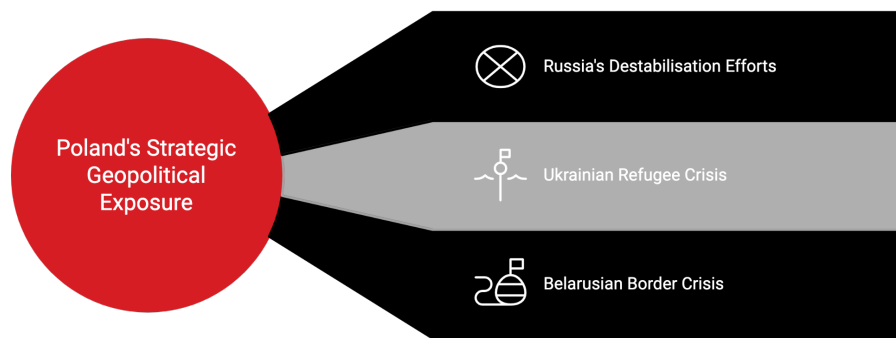 Poland's Strategic
Geopolitical
Exposure
Russia's Destabilisation Efforts
Ukrainian Refugee Crisis
Belarusian Border Crisis